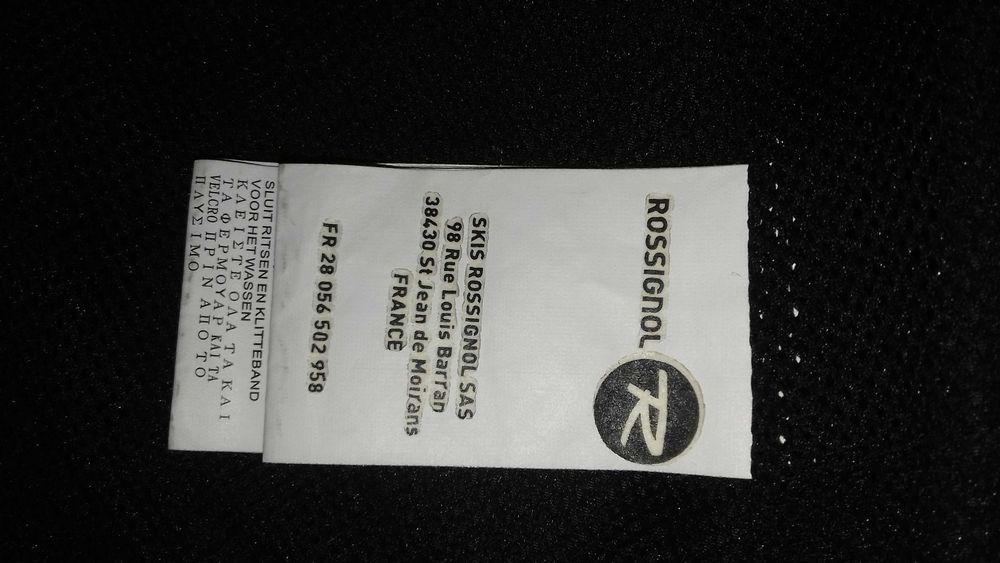 ROSSIGNOL R
SKIS ROSSIGNOL SAS
98 Rue Louis Barran
38430 St Jean de Moirans
FRANCE
FR 28 056 502 958
SLUIT RITSEN EN KLITTEBAND
VOOR HET WASSEN
ΚΛΕΙΣΤΕ ΟΛΑ ΤΑ ΚΑΙ
ΤΑ ΦΕΡΜΟΥΑΡ ΚΑΙ ΤΑ
VELCRO ΠΡΙΝ ΑΠΟ ΤΟ
ΠΛΥΣΙΜΟ